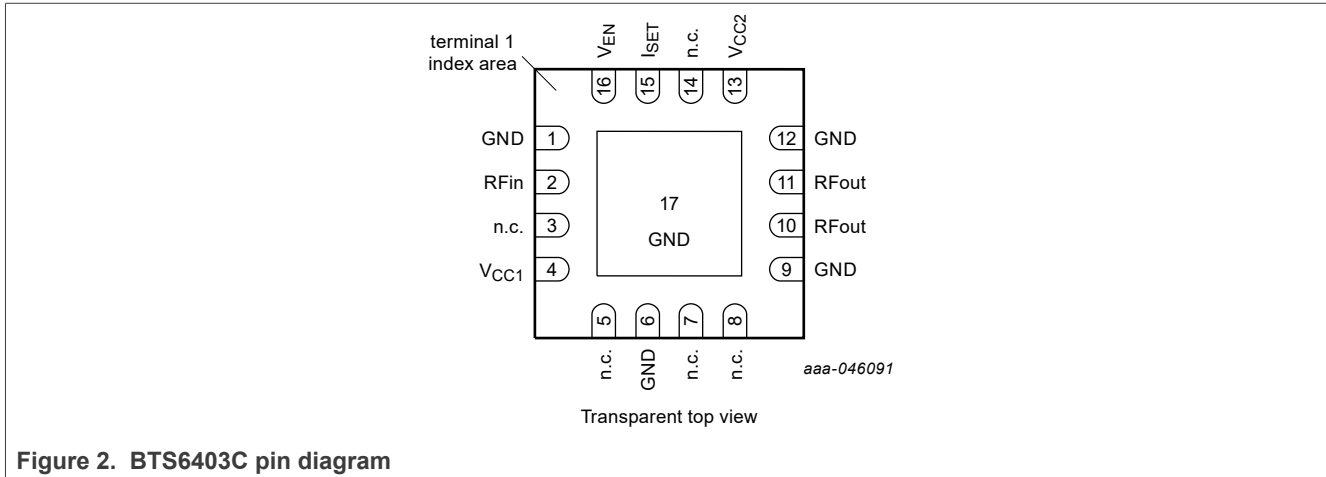 terminal 1
index area
VEN
ISET
n.c.
VCC2
16
15
14
13
GND 1
RFin 2
n.c. 3
VCC1 4
12 GND
11 RFout
10 RFout
9 GND
17
GND
5
6
7
8
n.c.
GND
n.c.
n.c.
aaa-046091
Transparent top view
Figure 2. BTS6403C pin diagram